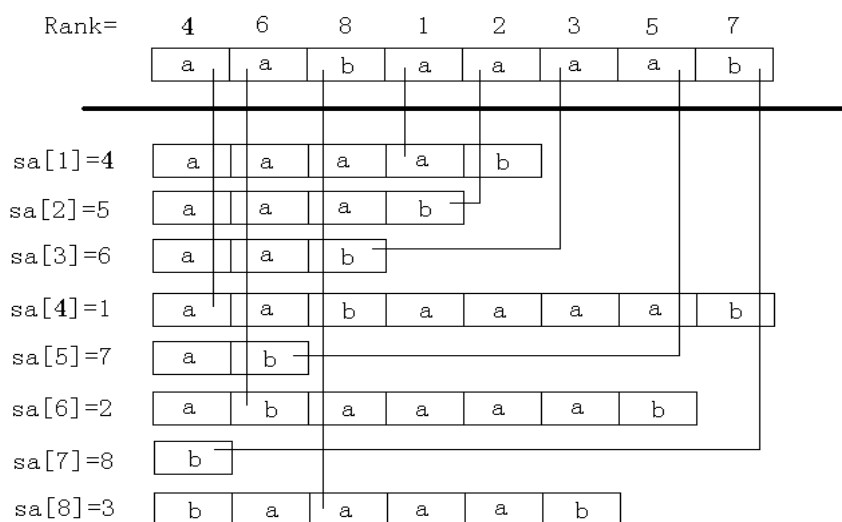 Rank= 4 6 8 1 2 3 5 7
a a b a a a a b
sa[1]=4 a a a a b
sa[2]=5 a a a b
sa[3]=6 a a b
sa[4]=1 a a b a a a a b
sa[5]=7 a b
sa[6]=2 a b a a a a b
sa[7]=8 b
sa[8]=3 b a a a a b